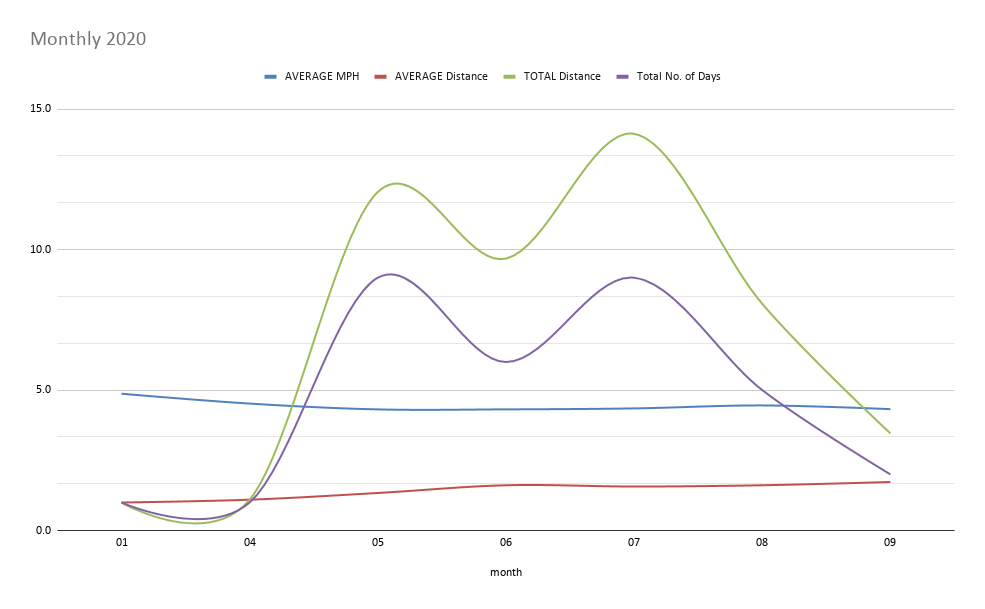 Monthly 2020
AVERAGE MPH AVERAGE Distance TOTAL Distance Total No. of Days
15.0
10.0
5.0
0.0
01 04 05 06 07 08 09
month